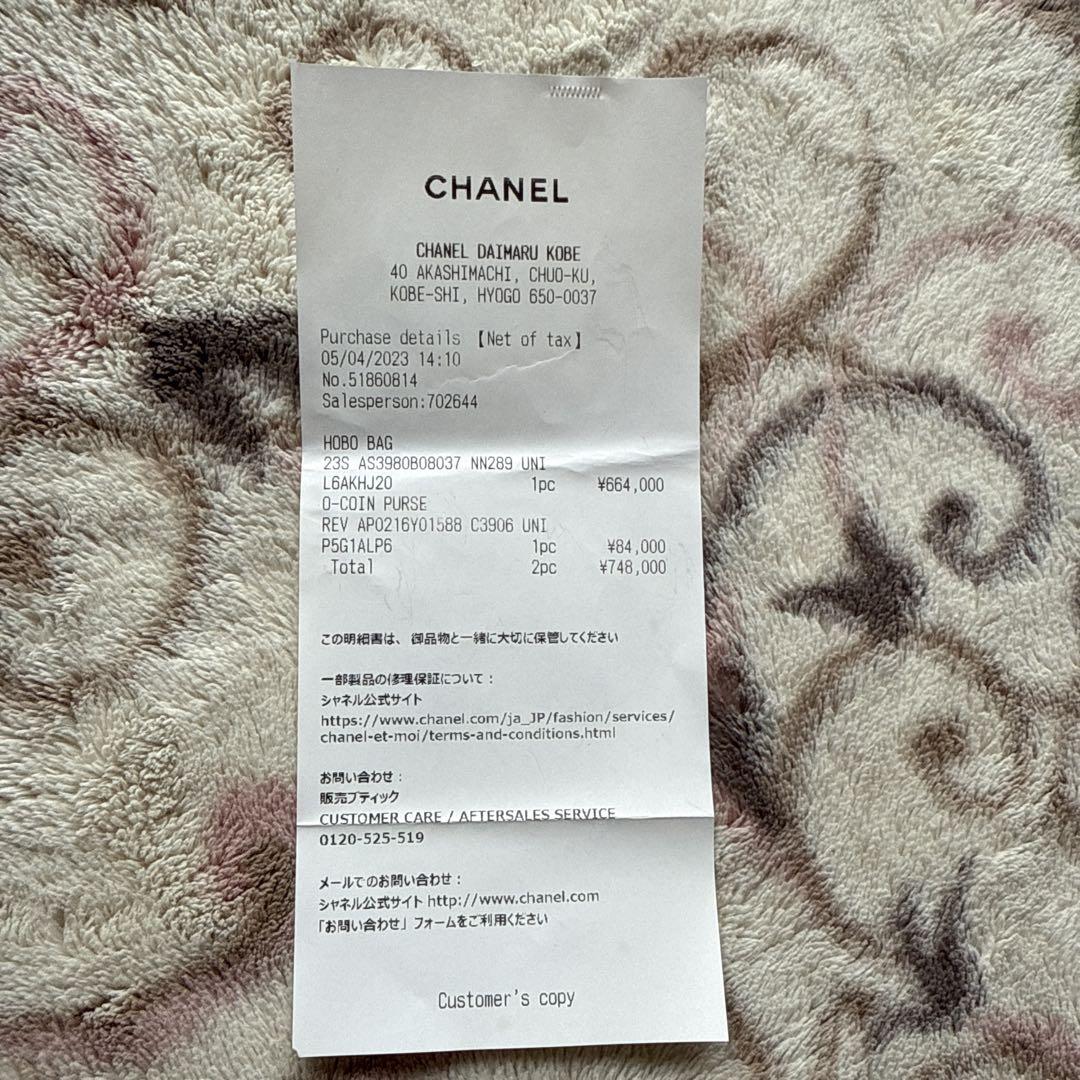 CHANEL
CHANEL DAIMARU KOBE
40 AKASHIMACHI, CHUO-KU,
KOBE-SHI, HYOGO 650-0037
Purchase details 【Net of tax】
05/04/2023 14:10
No.51860814
Salesperson:702644
HOBO BAG
23S AS3980B08037 NN289 UNI
L6AKHJ20 1pc ¥664,000
O-COIN PURSE
REV AP0216Y01588 C3906 UNI
P5G1ALP6 1pc ¥84,000
Total 2pc ¥748,000
この明細書は、 御品物と一緒に大切に保管してください
一部製品の修理保証について：
シャネル公式サイト
https://www.chanel.com/ja_JP/fashion/services/
chanel-et-moi/terms-and-conditions.html
お問い合わせ：
販売ブティック
CUSTOMER CARE / AFTERSALES SERVICE
0120-525-519
メールでのお問い合わせ：
シャネル公式サイト http://www.chanel.com
「お問い合わせ」フォームをご利用ください
Customer's copy